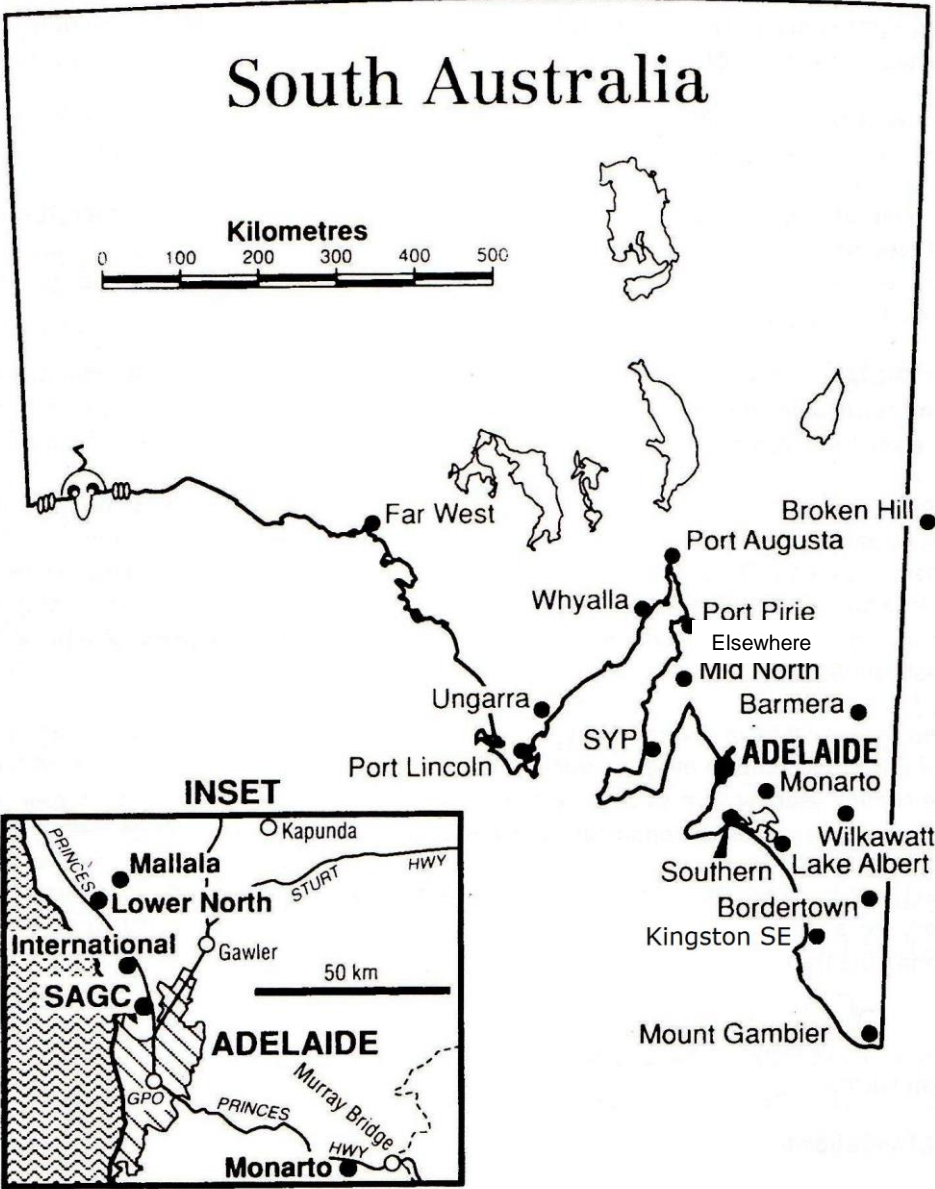 South Australia
Kilometres
0 100 200 300 400 500
Far West
Broken Hill
Port Augusta
Whyalla
Port Pirie
Elsewhere
Mid North
Ungarra
Barmera
SYP
ADELAIDE
Port Lincoln
Monarto
Wilkawatt
Southern
Lake Albert
Bordertown
Kingston SE
Mount Gambier
INSET
Kapunda
PRINCES
Mallala
STURT
HWY
Lower North
International
Gawler
50 km
SAGC
ADELAIDE
GPO
PRINCES
Murray Bridge
HWY
Monarto